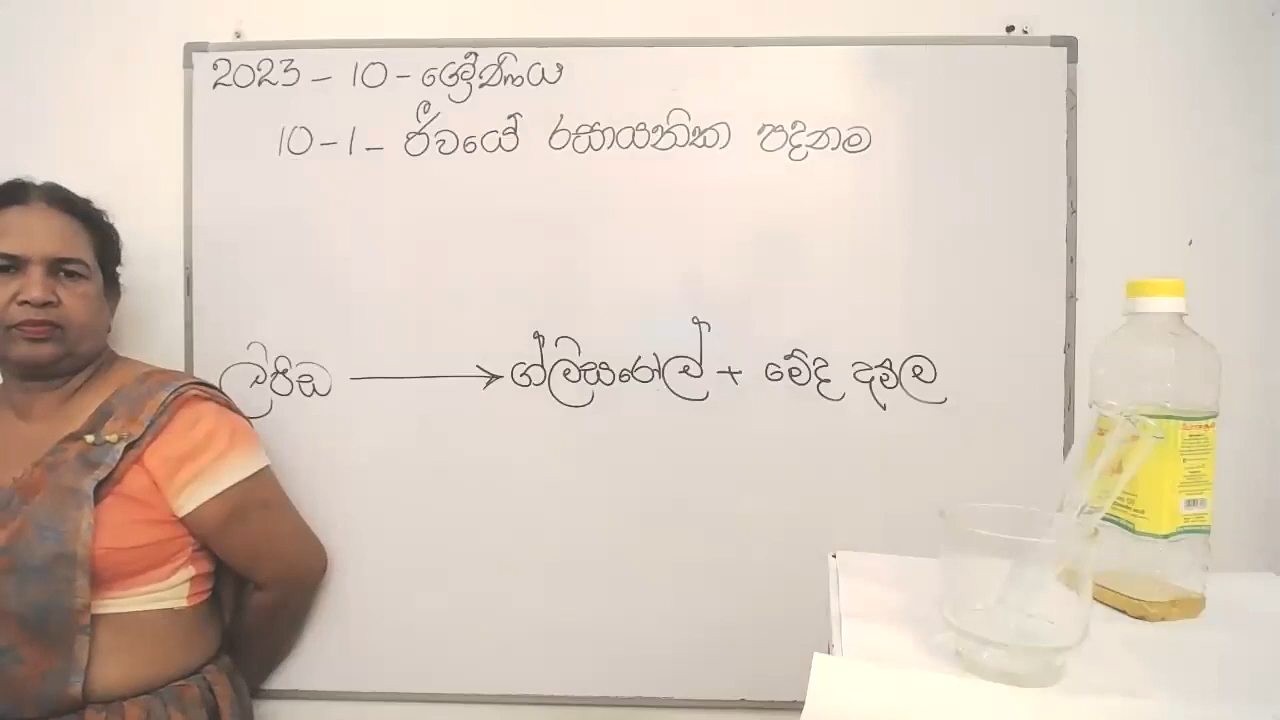 2023 - 10 - ශ්‍රේණිය
10-1- ජීවයේ රසායනික පදනම
ලිපිඩ → ග්ලිසරෝල් + මේද අම්ල